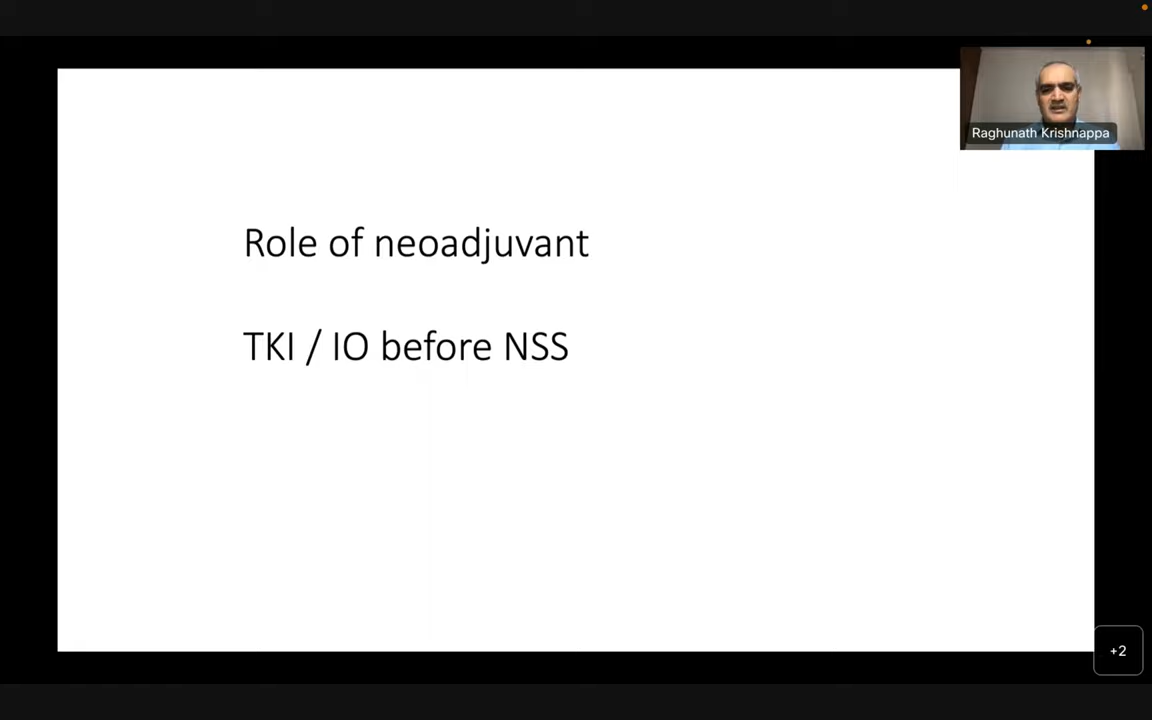 Raghunath Krishnappa
Role of neoadjuvant
TKI / IO before NSS
+2